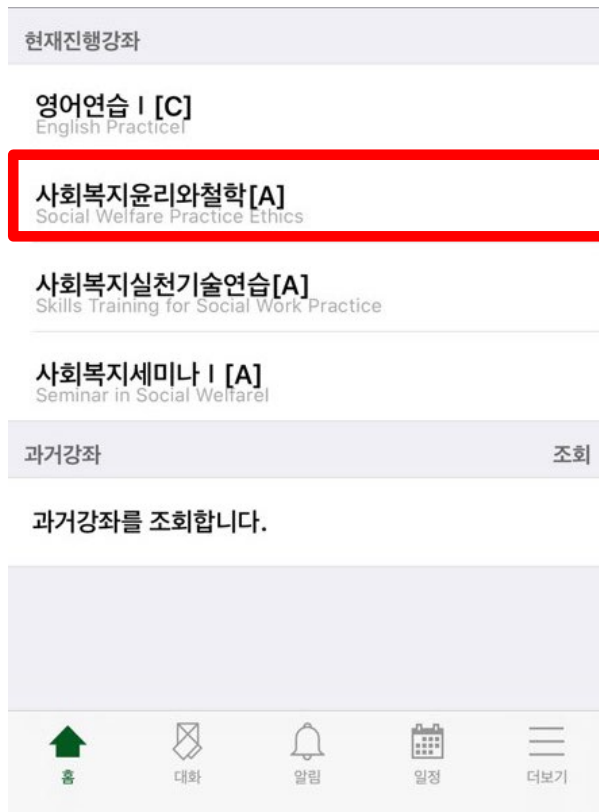 현재진행강좌
영어연습Ⅰ[C]
English PracticeⅠ
사회복지윤리와철학[A]
Social Welfare Practice Ethics
사회복지실천기술연습[A]
Skills Training for Social Work Practice
사회복지세미나Ⅰ[A]
Seminar in Social WelfareⅠ
과거강좌 조회
과거강좌를 조회합니다.
홈 대화 알림 일정 더보기